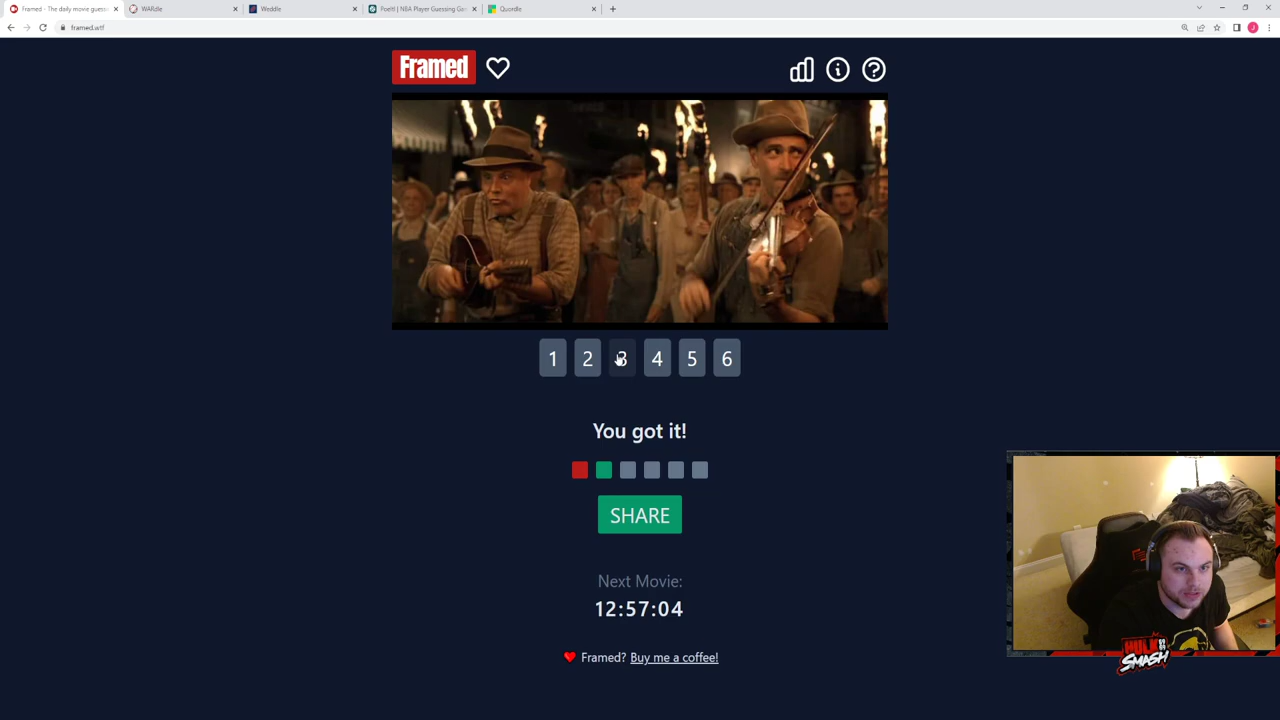 Framed - The daily movie guess
WARdle
Weddle
Poeltl | NBA Player Guessing Ga
Quordle
framed.wtf
Framed
1 2 3 4 5 6
You got it!
SHARE
Next Movie:
12:57:04
Framed? Buy me a coffee!
HULK
SMASH